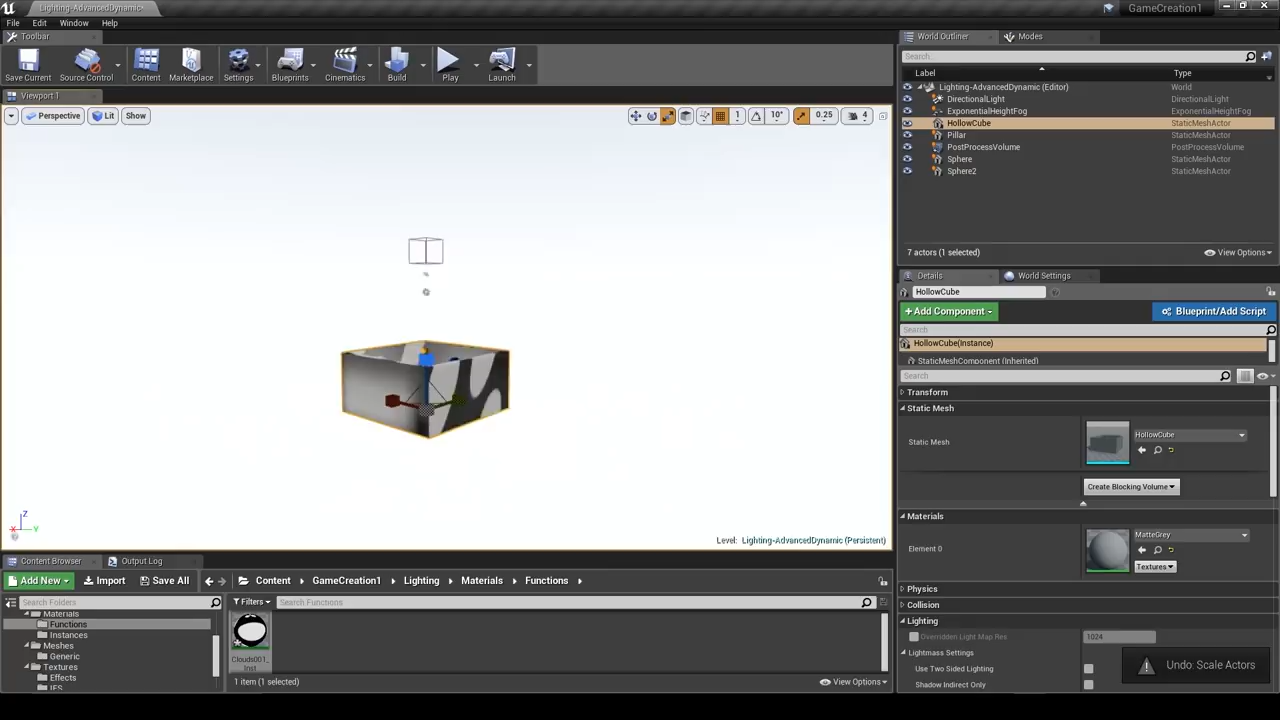 Lighting-AdvancedDynamic*
GameCreation1
File Edit Window Help
Toolbar
Save Current Source Control Content Marketplace Settings Blueprints Cinematics Build Play Launch
Viewport 1
Perspective Lit Show
1 10° 0.25 4
Level: Lighting-AdvancedDynamic (Persistent)
Z
X Y
World Outliner Modes
Search
Label Type
Lighting-AdvancedDynamic (Editor) World
DirectionalLight DirectionalLight
ExponentialHeightFog ExponentialHeightFog
HollowCube StaticMeshActor
Pillar StaticMeshActor
PostProcessVolume PostProcessVolume
Sphere StaticMeshActor
Sphere2 StaticMeshActor
7 actors (1 selected) View Options
Details World Settings
HollowCube
+Add Component Blueprint/Add Script
Search
HollowCube(Instance)
StaticMeshComponent (Inherited)
Search
Transform
Static Mesh
Static Mesh HollowCube
Create Blocking Volume
Materials
Element 0 MatteGrey
Textures
Physics
Collision
Lighting
Overridden Light Map Res 1024
Lightmass Settings
Use Two Sided Lighting
Shadow Indirect Only
Undo: Scale Actors
Content Browser Output Log
Add New Import Save All Content GameCreation1 Lighting Materials Functions
Search Folders Filters Search Functions
Materials
Functions
Instances
Meshes
Generic
Textures
Effects
IES
Clouds001_
Inst
1 item (1 selected) View Options